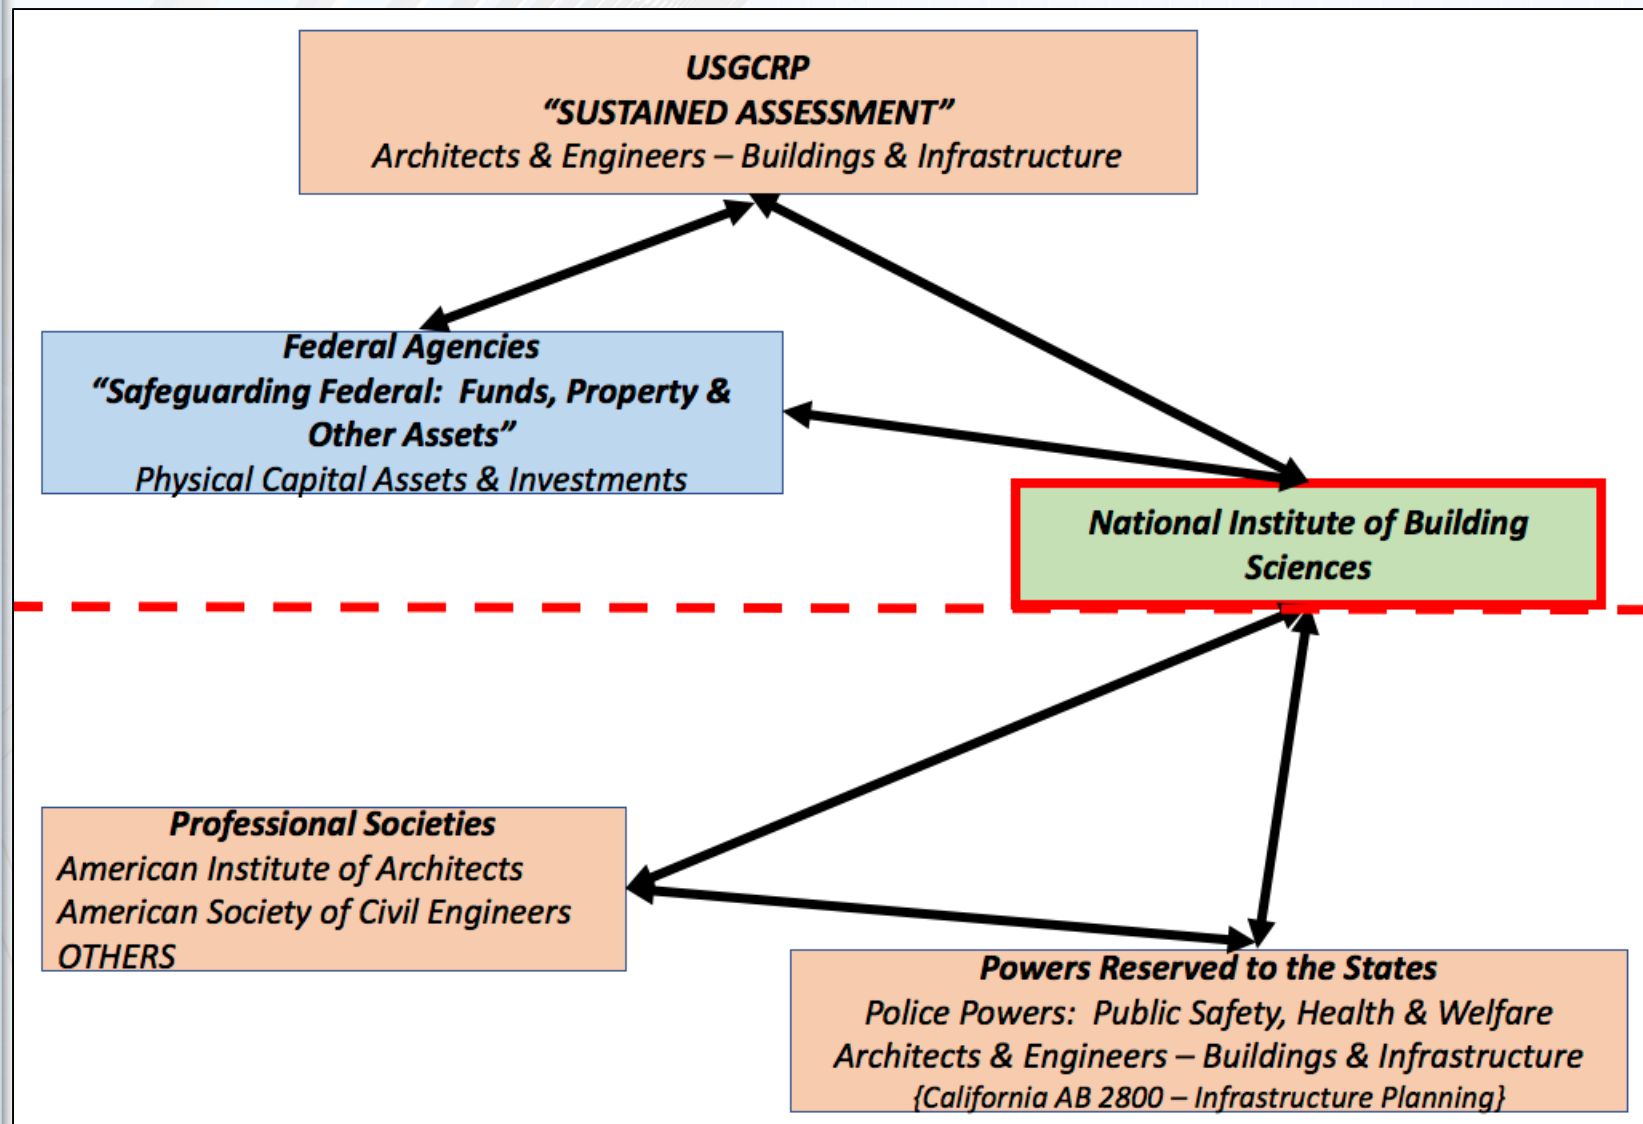 USGCRP
“SUSTAINED ASSESSMENT”
Architects & Engineers – Buildings & Infrastructure
Federal Agencies
“Safeguarding Federal:  Funds, Property &
Other Assets”
Physical Capital Assets & Investments
National Institute of Building
Sciences
Professional Societies
American Institute of Architects
American Society of Civil Engineers
OTHERS
Powers Reserved to the States
Police Powers:  Public Safety, Health & Welfare
Architects & Engineers – Buildings & Infrastructure
{California AB 2800 – Infrastructure Planning}